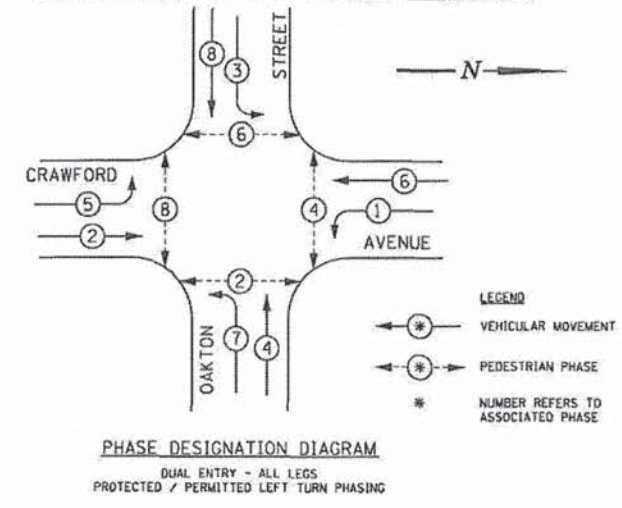 8
3
STREET
N
6
CRAWFORD
6
5
8
4
1
2
AVENUE
2
OAKTON
7
4
LEGEND
* VEHICULAR MOVEMENT
* PEDESTRIAN PHASE
* NUMBER REFERS TO
ASSOCIATED PHASE
PHASE DESIGNATION DIAGRAM
DUAL ENTRY - ALL LEGS
PROTECTED / PERMITTED LEFT TURN PHASING